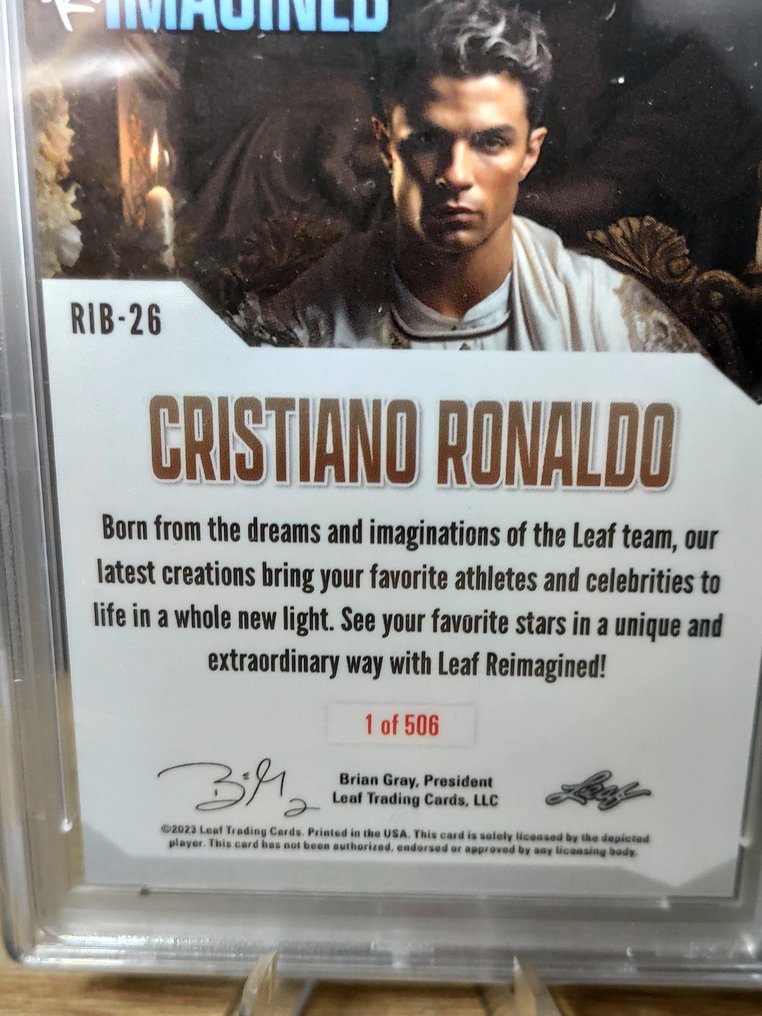 IMAGINED
RIB-26
CRISTIANO RONALDO
Born from the dreams and imaginations of the Leaf team, our
latest creations bring your favorite athletes and celebrities to
life in a whole new light. See your favorite stars in a unique and
extraordinary way with Leaf Reimagined!
1 of 506
Brian Gray, President
Leaf Trading Cards, LLC
Leaf
©2023 Leaf Trading Cards. Printed in the USA. This card is solely licensed by the depicted
player. This card has not been authorized, endorsed or approved by any licensing body.